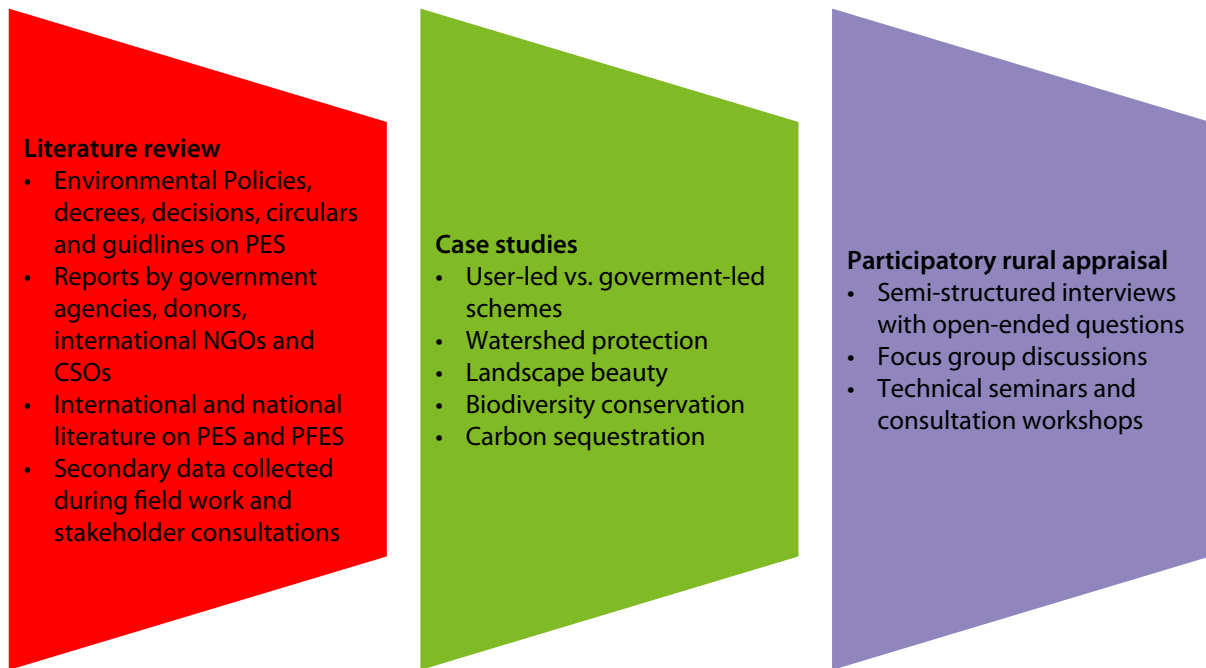 Literature review
• Environmental Policies,
decrees, decisions, circulars
and guidlines on PES
• Reports by government
agencies, donors,
international NGOs and
CSOs
• International and national
literature on PES and PFES
• Secondary data collected
during field work and
stakeholder consultations
Case studies
• User-led vs. goverment-led
schemes
• Watershed protection
• Landscape beauty
• Biodiversity conservation
• Carbon sequestration
Participatory rural appraisal
• Semi-structured interviews
with open-ended questions
• Focus group discussions
• Technical seminars and
consultation workshops